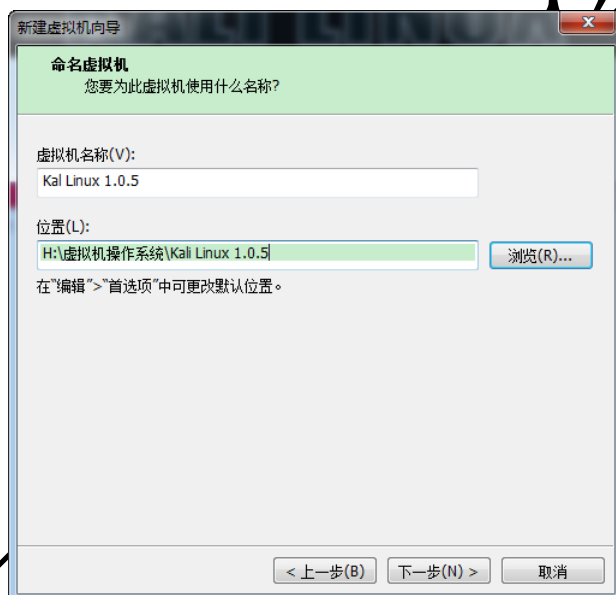 新建虚拟机向导
命名虚拟机
您要为此虚拟机使用什么名称?
虚拟机名称(V):
Kal Linux 1.0.5
位置(L):
H:\虚拟机操作系统\Kali Linux 1.0.5
浏览(R)...
在"编辑">"首选项"中可更改默认位置。
< 上一步(B)
下一步(N) >
取消